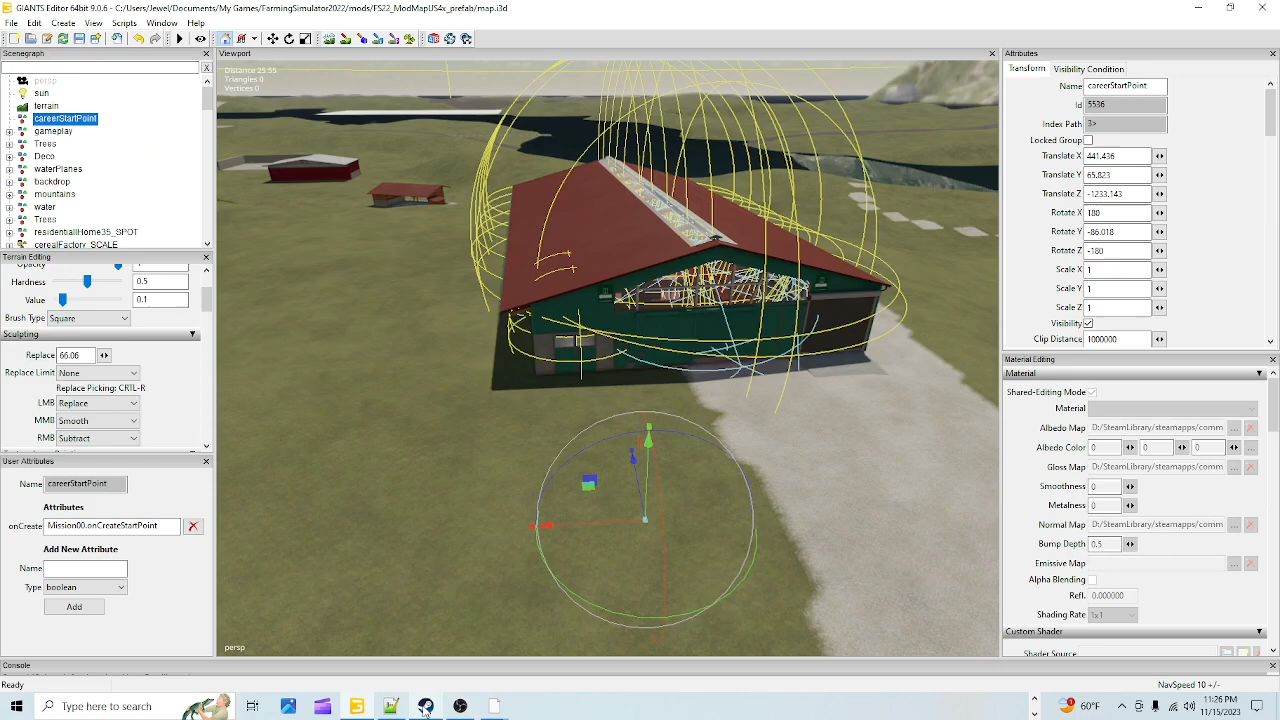 GIANTS Editor 64bit 9.0.6 - C:/Users/Jewel/Documents/My Games/FarmingSimulator2022/mods/FS22_ModMapUS4x_prefab/map.i3d
File Edit Create View Scripts Window Help
Scenegraph
persp
sun
terrain
careerStartPoint
gameplay
Trees
Deco
waterPlanes
backdrop
mountains
water
Trees
residentialHome35_SPOT
cerealFactory_SCALE
Terrain Editing
Opacity 1
Hardness 0.5
Value 0.1
Brush Type Square
Sculpting
Replace 66.06
Replace Limit None
Replace Picking: CRTL-R
LMB Replace
MMB Smooth
RMB Subtract
User Attributes
Name careerStartPoint
Attributes
onCreate Mission00.onCreateStartPoint
Add New Attribute
Name
Type boolean
Add
Viewport
Distance 25.55
Triangles 0
Vertices 0
persp
Attributes
Transform Visibility Condition
Name careerStartPoint
Id 5536
Index Path 3>
Locked Group
Translate X 441.436
Translate Y 65.823
Translate Z -1233.143
Rotate X 180
Rotate Y -86.018
Rotate Z -180
Scale X 1
Scale Y 1
Scale Z 1
Visibility
Clip Distance 1000000
Material Editing
Material
Shared-Editing Mode
Material
Albedo Map D:/SteamLibrary/steamapps/comm ...
Albedo Color 0 0 0 ...
Gloss Map D:/SteamLibrary/steamapps/comm ...
Smoothness 0
Metalness 0
Normal Map D:/SteamLibrary/steamapps/comm ...
Bump Depth 0.5
Emissive Map ...
Alpha Blending
Refl. 0.000000
Shading Rate 1x1
Custom Shader
Shader Source
Console
Ready
NavSpeed 10 +/-
Type here to search
60°F
11:26 PM
11/15/2023